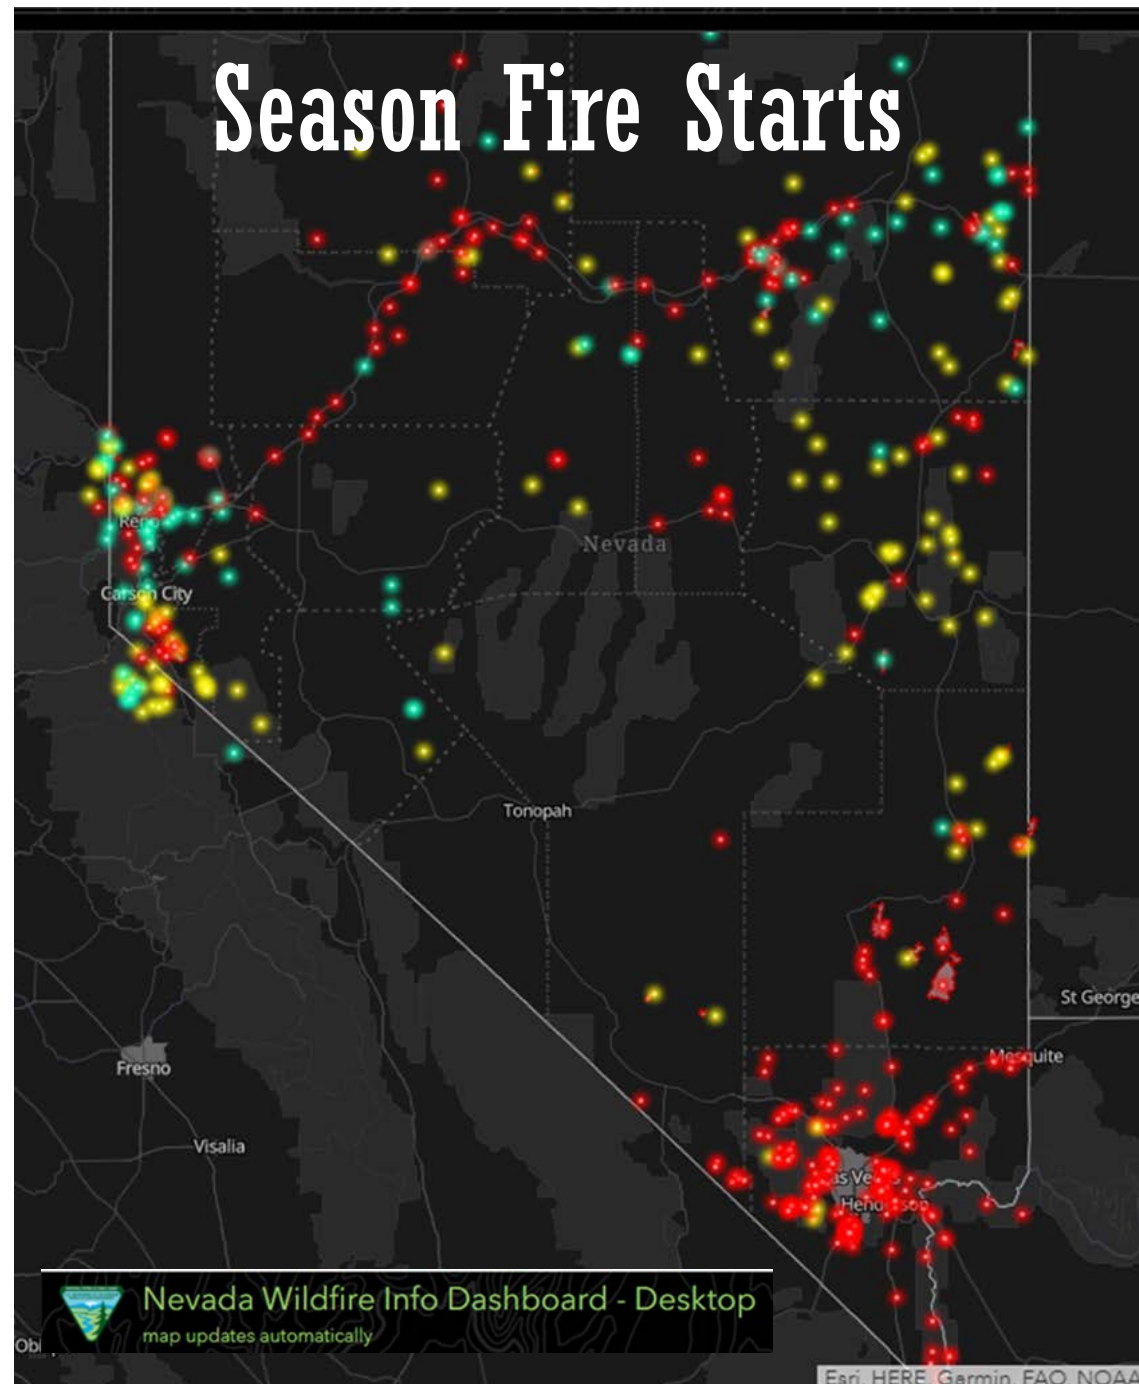 Season Fire Starts
Nevada
Reno
Carson City
Tonopah
St George
Mesquite
Fresno
Visalia
Henderson
Nevada Wildfire Info Dashboard - Desktop
map updates automatically
Esri, HERE, Garmin, FAO, NOAA